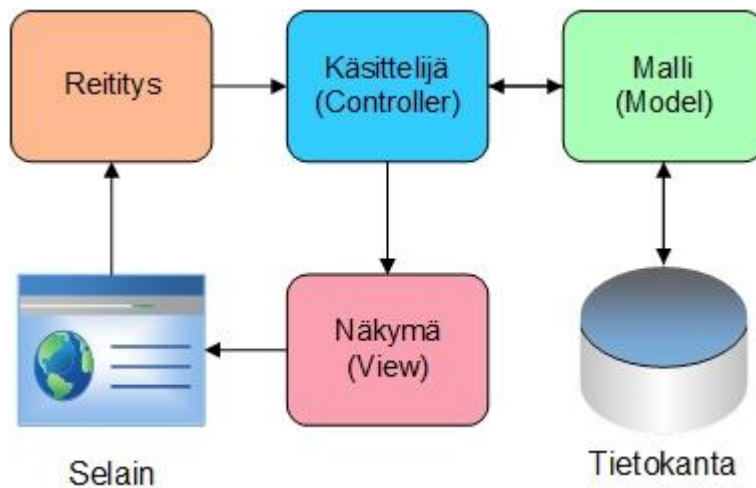 Reititys
Käsittelijä
(Controller)
Malli
(Model)
Näkymä
(View)
Selain
Tietokanta